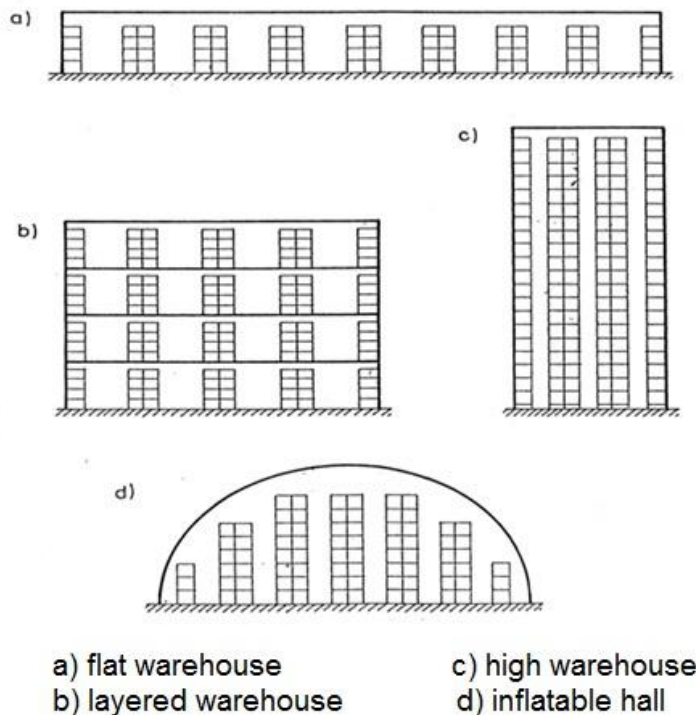 a)
c)
b)
d)
a) flat warehouse
c) high warehouse
b) layered warehouse
d) inflatable hall